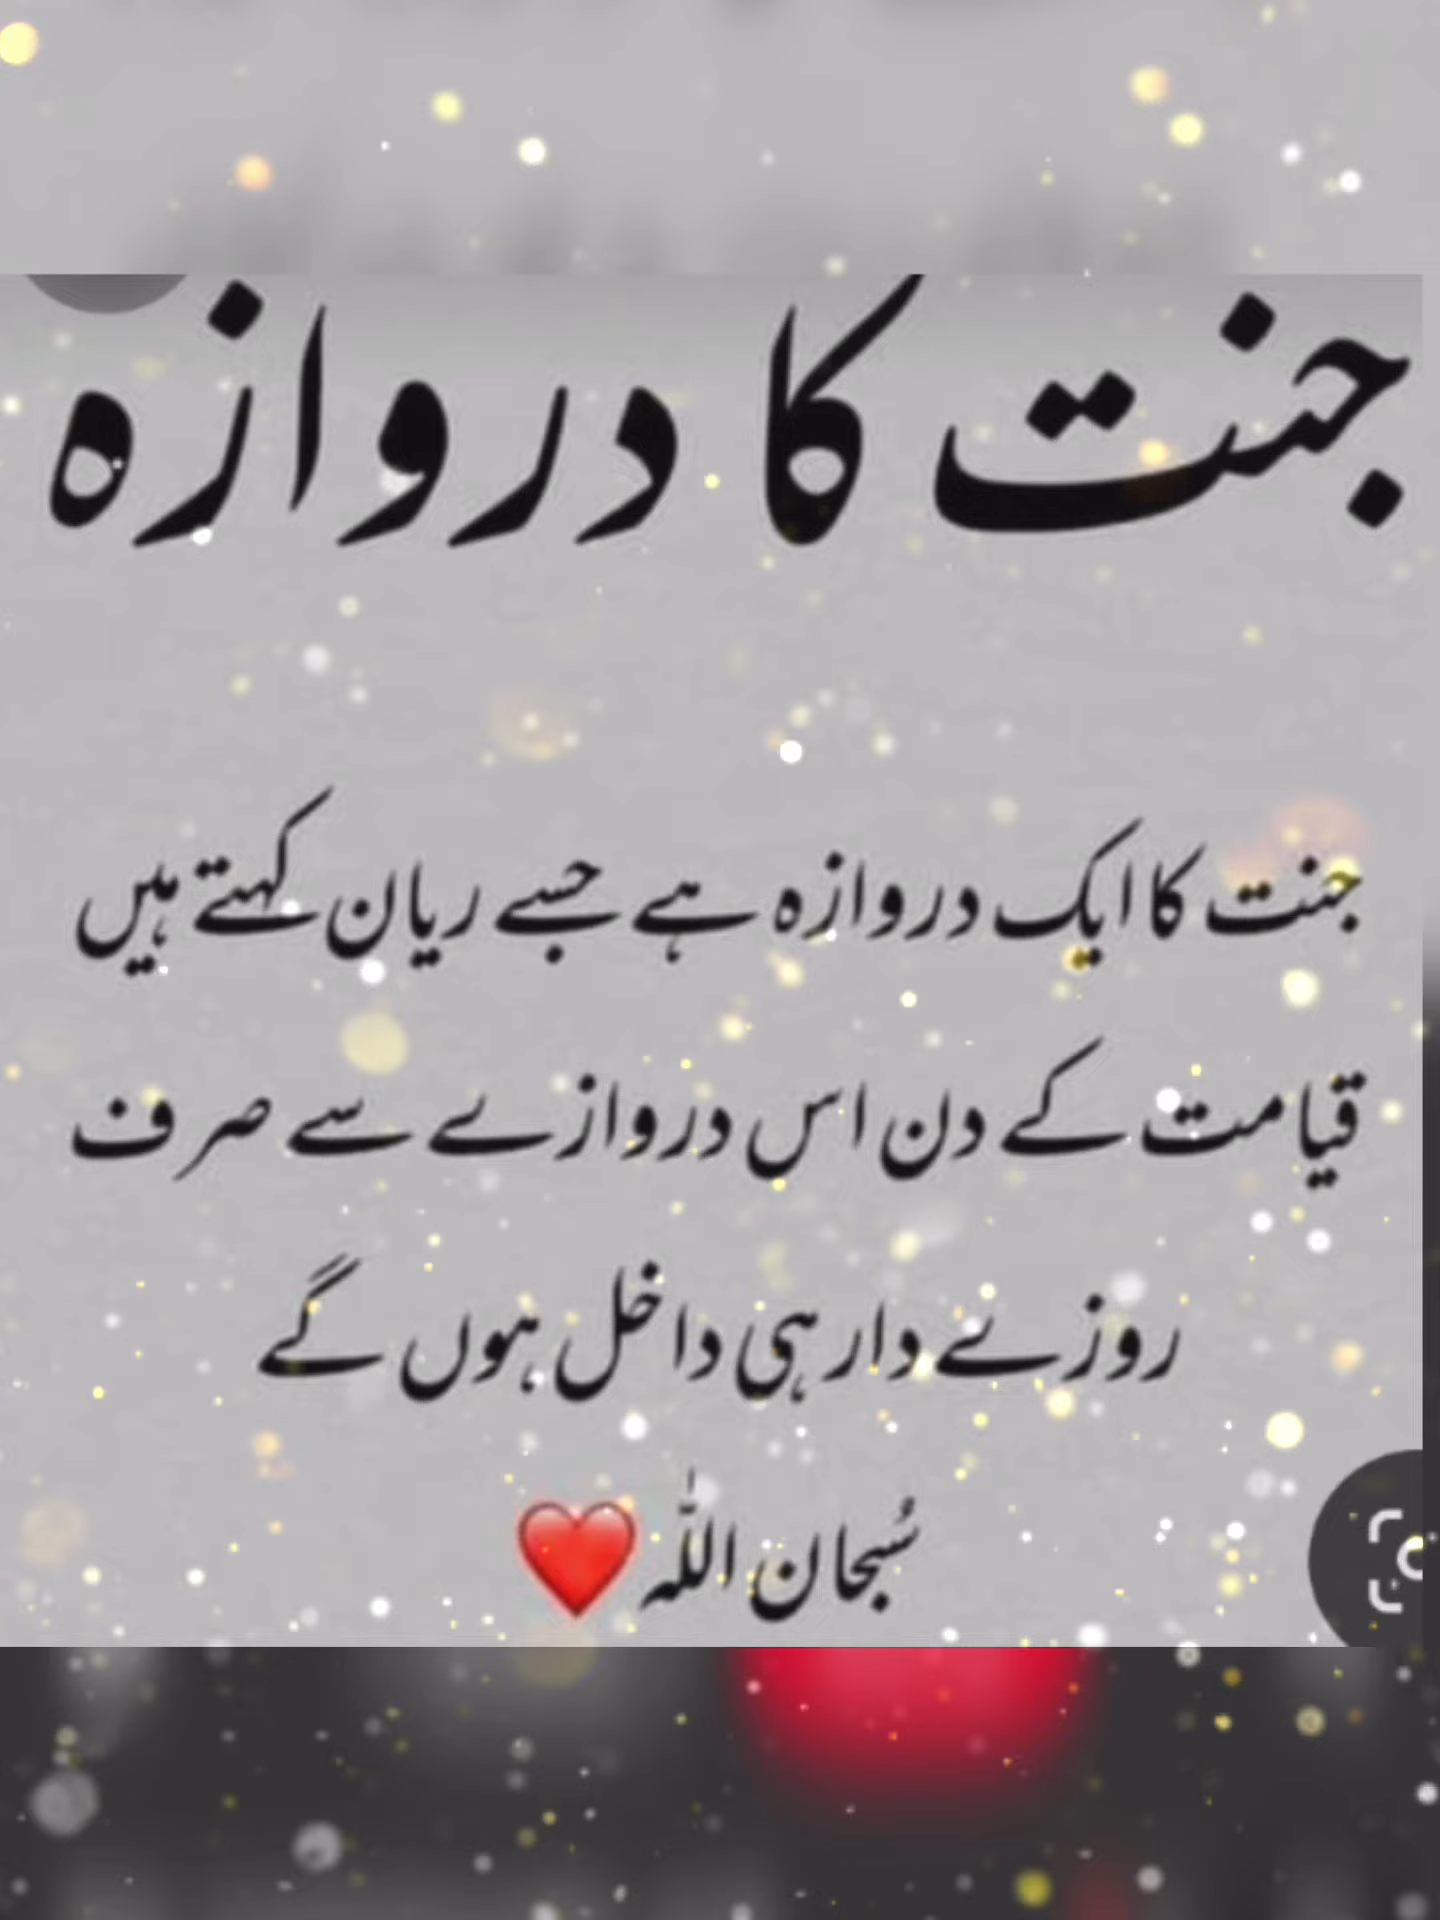 جنت کا دروازہ
جنت کا ایک دروازہ ہے جسے ریان کہتے ہیں
قیامت کے دن اس دروازے سے صرف
روزے دار ہی داخل ہوں گے
سُبحان اللّٰہ ❤️